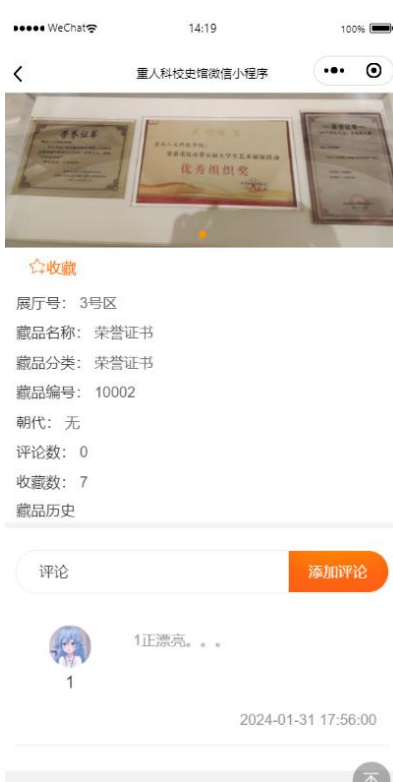 WeChat
14:19
100%
重人科校史馆微信小程序
荣誉证书
优秀组织奖
收藏
展厅号： 3号区
藏品名称： 荣誉证书
藏品分类： 荣誉证书
藏品编号： 10002
朝代： 无
评论数： 0
收藏数： 7
藏品历史
评论
添加评论
1正漂亮。。。
1
2024-01-31 17:56:00